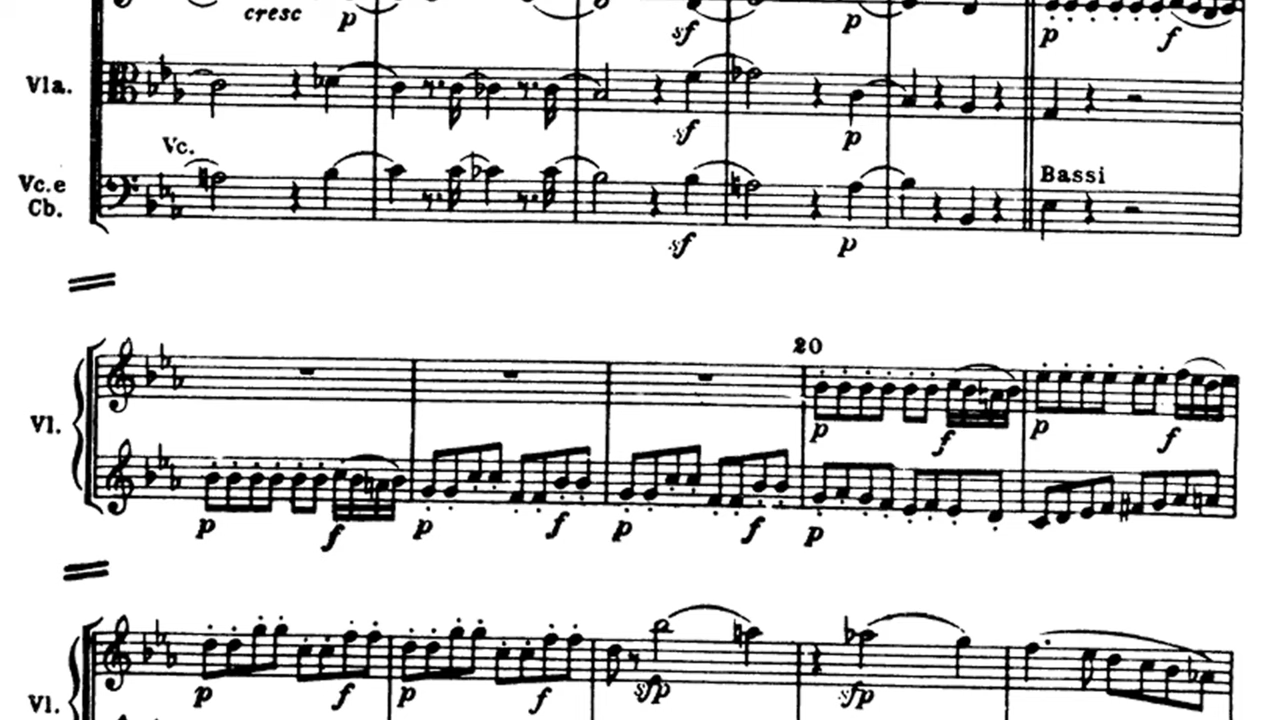 cresc p sf p p f
Vla.
sf p
Vc.
Vc. e
Cb.
Bassi
sf p
20
Vl.
p f p f
p f p f p f p
Vl.
p f p f sfp sfp